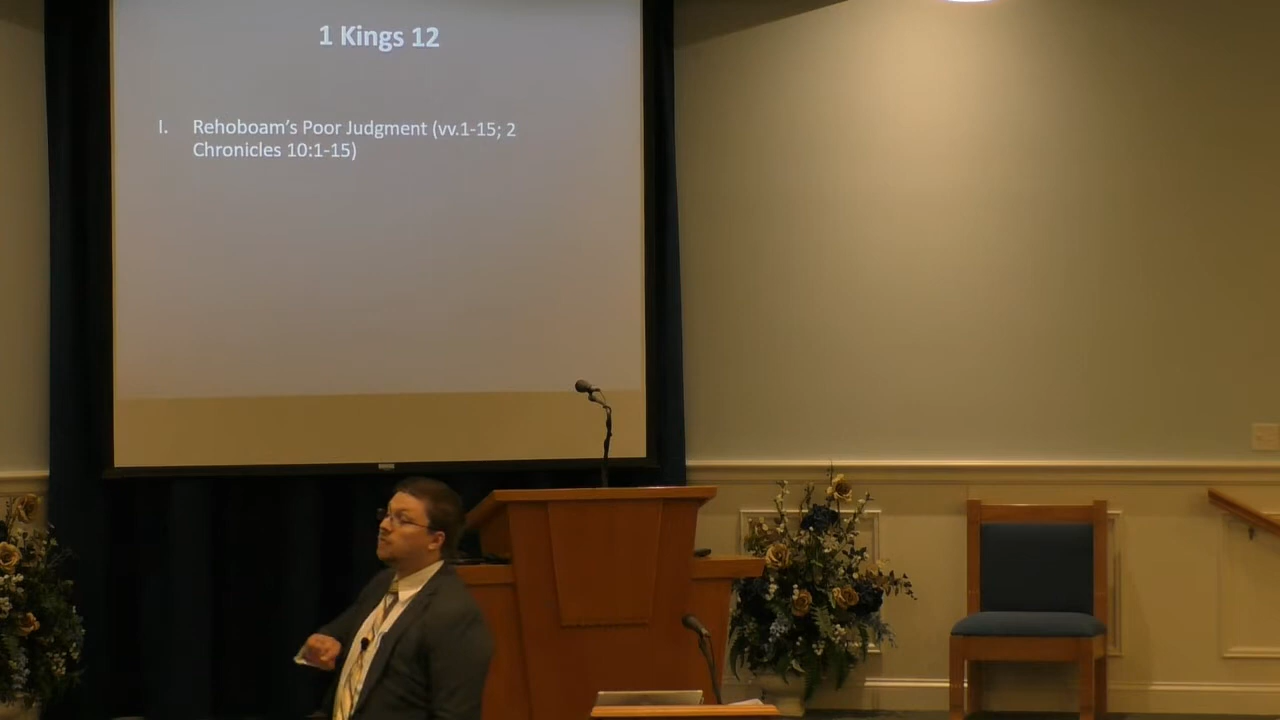 1 Kings 12
I. Rehoboam’s Poor Judgment (vv.1-15; 2
Chronicles 10:1-15)